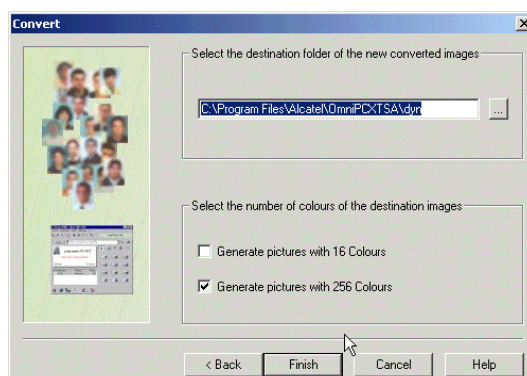 Convert
Select the destination folder of the new converted images
C:\Program Files\Alcatel\OmniPCXTSA\dyn
...
Select the number of colours of the destination images
Generate pictures with 16 Colours
Generate pictures with 256 Colours
< Back
Finish
Cancel
Help